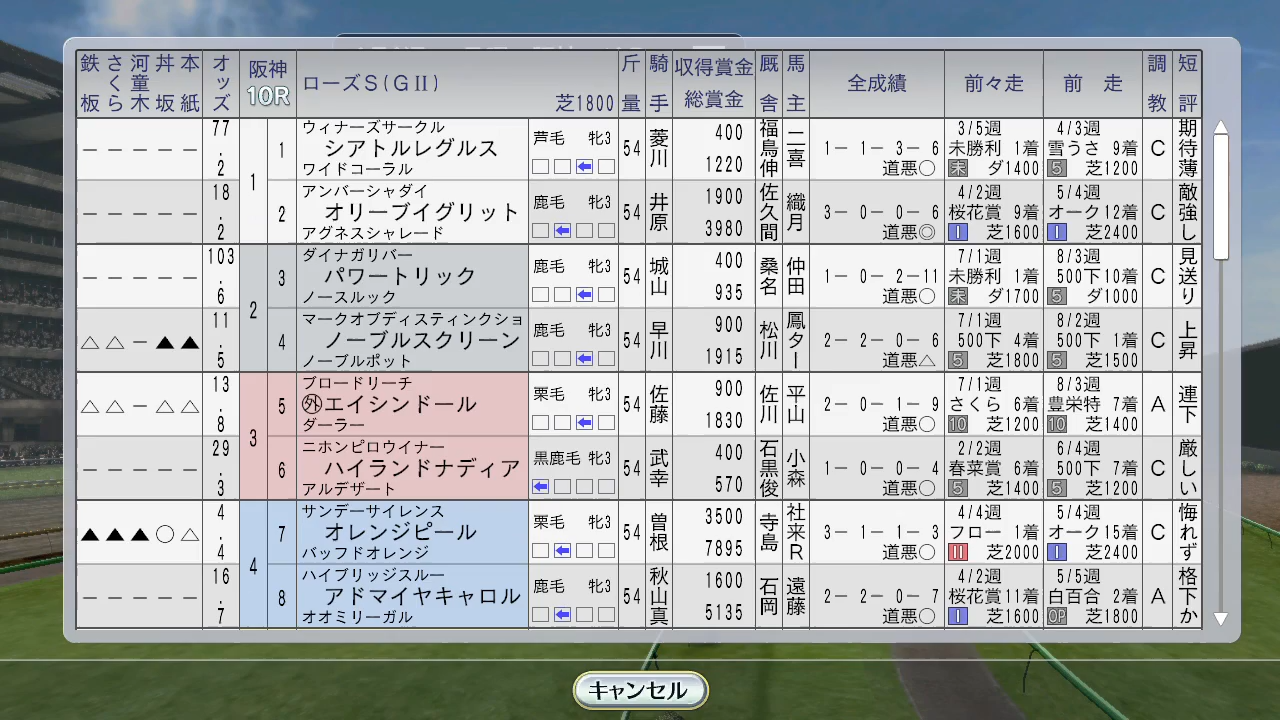 鉄板 さくら 河童木 丼坂 本紙 オッズ 阪神 10R ローズS(GⅡ) 芝1800 斤量 騎手 収得賞金 総賞金 厩舎 馬主 全成績 前々走 前 走 調教 短評
－ － － － － 77.2 1 1 ウィナーズサークル 芦毛 牝3 54 菱川 400 福島伸 二喜 1－ 1－ 3－ 6 3/5週 4/3週 C 期待薄
シアトルレグルス 未勝利 1着 雪うさ 9着
ワイドコーラル ← 1220 道悪○ 未 ダ1400 5 芝1200
－ － － － － 18.2 2 アンバーシャダイ 鹿毛 牝3 54 井原 1900 佐久間 織月 3－ 0－ 0－ 6 4/2週 5/4週 C 敵強し
オリーブイグリット 桜花賞 9着 オーク12着
アグネスシャレード ← 3980 道悪◎ Ⅰ 芝1600 Ⅰ 芝2400
－ － － － － 103.6 2 3 ダイナガリバー 鹿毛 牝3 54 城山 400 桑名 仲田 1－ 0－ 2－11 7/1週 8/3週 C 見送り
パワートリック 未勝利 1着 500下10着
ノースルック ← 935 道悪○ 未 ダ1700 5 ダ1000
△ △ － ▲ ▲ 11.5 4 マークオブディスティンクショ 鹿毛 牝3 54 早川 900 松川 鳳ター 2－ 2－ 0－ 6 7/1週 8/2週 C 上昇
ノーブルスクリーン 500下 4着 500下 1着
ノーブルポット ← 1915 道悪△ 5 芝1800 5 芝1500
△ △ － △ △ 13.8 3 5 ブロードリーチ 栗毛 牝3 54 佐藤 900 佐川 平山 2－ 0－ 1－ 9 7/1週 8/3週 A 連下
外 エイシンドール さくら 6着 豊栄特 7着
ダーラー ← 1830 道悪○ 10 芝1200 10 芝1400
－ － － － － 29.3 6 ニホンピロウイナー 黒鹿毛 牝3 54 武幸 400 石黒俊 小森 1－ 0－ 0－ 4 2/2週 6/4週 C 厳しい
ハイランドナディア 春菜賞 6着 500下 7着
アルデザート ← 570 道悪○ 5 芝1400 5 芝1200
▲ ▲ ▲ ○ △ 4.4 4 7 サンデーサイレンス 栗毛 牝3 54 曽根 3500 寺島 社来R 3－ 1－ 1－ 3 4/4週 5/4週 C 侮れず
オレンジピール フロー 1着 オーク15着
バッフドオレンジ ← 7895 道悪○ Ⅱ 芝2000 Ⅰ 芝2400
－ － － － － 16.7 8 ハイブリッジスルー 鹿毛 牝3 54 秋山真 1600 石岡 遠藤 2－ 2－ 0－ 7 4/2週 5/5週 A 格下か
アドマイヤキャロル 桜花賞11着 白百合 2着
オオミリーガル ← 5135 道悪○ Ⅰ 芝1600 OP 芝1800
キャンセル